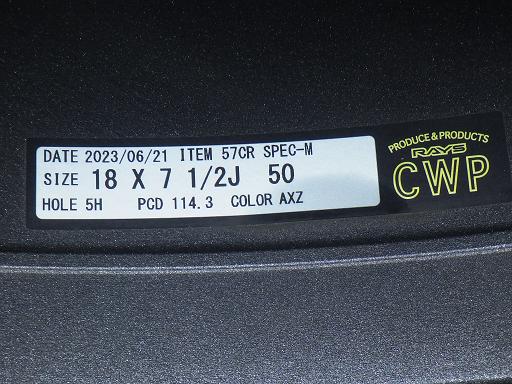 DATE 2023/06/21 ITEM 57CR SPEC-M
SIZE 18 X 7 1/2J 50
HOLE 5H PCD 114.3 COLOR AXZ
PRODUCE & PRODUCTS
RAYS
CWP